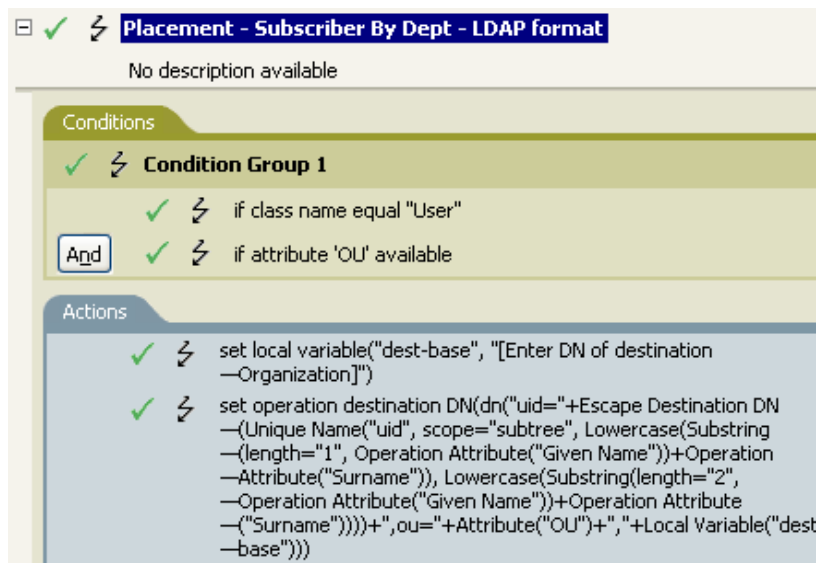 Placement - Subscriber By Dept - LDAP format
No description available
Conditions
Condition Group 1
if class name equal "User"
And
if attribute 'OU' available
Actions
set local variable("dest-base", "[Enter DN of destination
—Organization]")
set operation destination DN(dn("uid="+Escape Destination DN
—(Unique Name("uid", scope="subtree", Lowercase(Substring
—(length="1", Operation Attribute("Given Name"))+Operation
—Attribute("Surname")), Lowercase(Substring(length="2",
—Operation Attribute("Given Name"))+Operation Attribute
—("Surname"))))+",ou="+Attribute("OU")+","+Local Variable("dest
—base")))